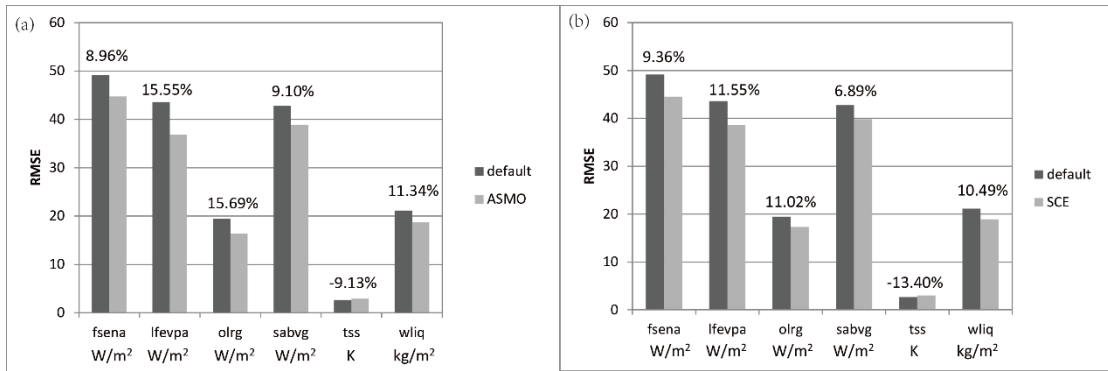 (a)
60
50
40
30
20
10
0
RMSE
8.96%
15.55%
15.69%
9.10%
-9.13%
11.34%
fsena lfevpa olrg sabvg tss wliq
W/m² W/m² W/m² W/m² K kg/m²
default
ASMO
(b)
60
50
40
30
20
10
0
RMSE
9.36%
11.55%
11.02%
6.89%
-13.40%
10.49%
fsena lfevpa olrg sabvg tss wliq
W/m² W/m² W/m² W/m² K kg/m²
default
SCE